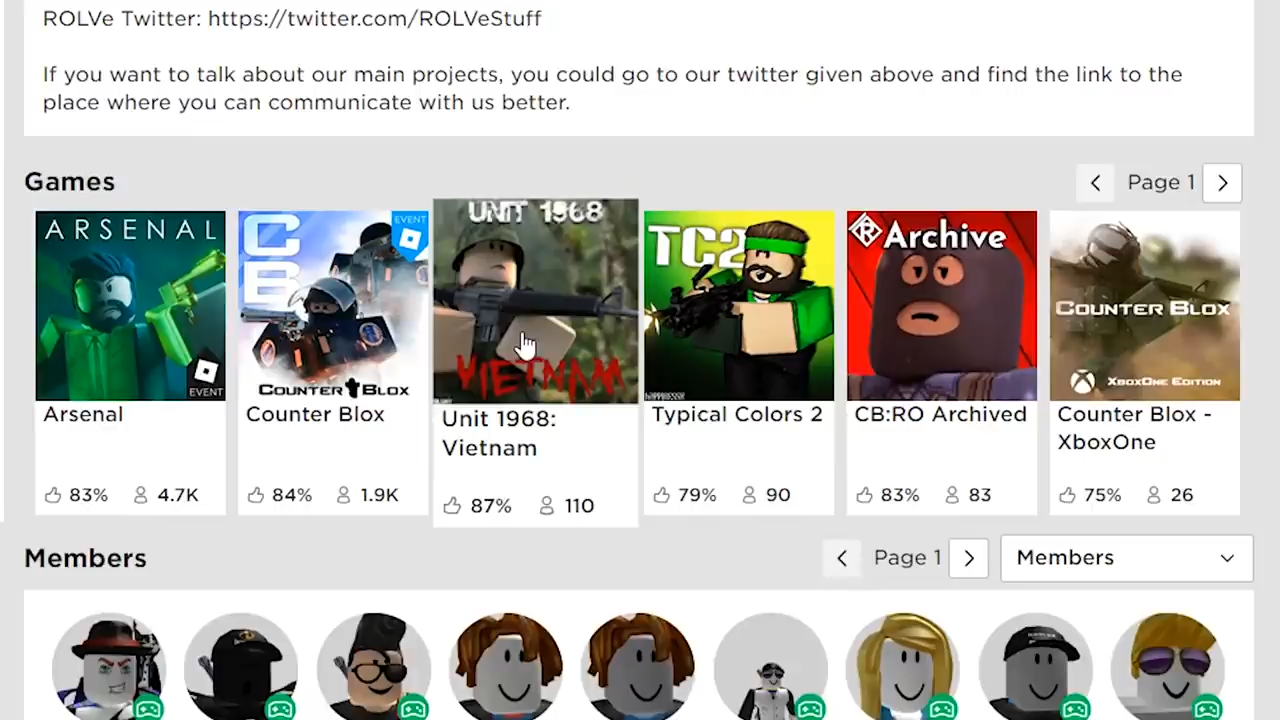 ROLVe Twitter: https://twitter.com/ROLVeStuff
If you want to talk about our main projects, you could go to our twitter given above and find the link to the
place where you can communicate with us better.
Games
Page 1
ARSENAL
EVENT
Arsenal
83% 4.7K
CB
EVENT
COUNTER BLOX
Counter Blox
84% 1.9K
UNIT 1968
VIETNAM
Unit 1968:
Vietnam
87% 110
TC2
Typical Colors 2
79% 90
R Archive
CB:RO Archived
83% 83
COUNTER BLOX
XBOXONE EDITION
Counter Blox -
XboxOne
75% 26
Members
Page 1
Members